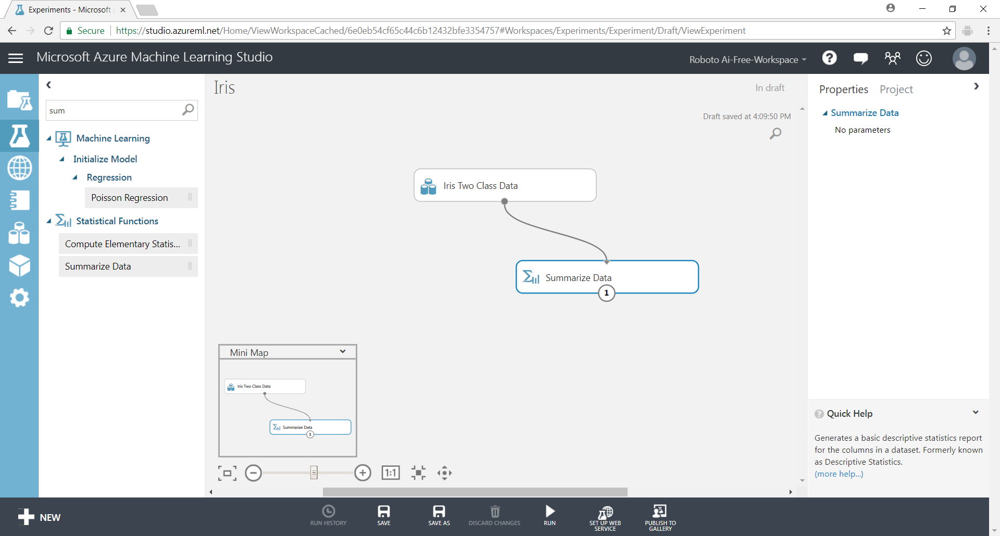 Experiments - Microsoft
Secure
https://studio.azureml.net/Home/ViewWorkspaceCached/6e0eb54cf65c44c6b12432bfe3354757#Workspaces/Experiments/Experiment/Draft/ViewExperiment
Microsoft Azure Machine Learning Studio
Roboto Ai-Free-Workspace
?
sum
Machine Learning
Initialize Model
Regression
Poisson Regression
Statistical Functions
Compute Elementary Statis...
Summarize Data
Iris
In draft
Draft saved at 4:09:50 PM
Iris Two Class Data
Summarize Data
1
Mini Map
Iris Two Class Data
Summarize Data
1
1:1
Properties
Project
Summarize Data
No parameters
? Quick Help
Generates a basic descriptive statistics report
for the columns in a dataset. Formerly known
as Descriptive Statistics.
(more help...)
NEW
RUN HISTORY
SAVE
SAVE AS
DISCARD CHANGES
RUN
SET UP WEB
SERVICE
PUBLISH TO
GALLERY